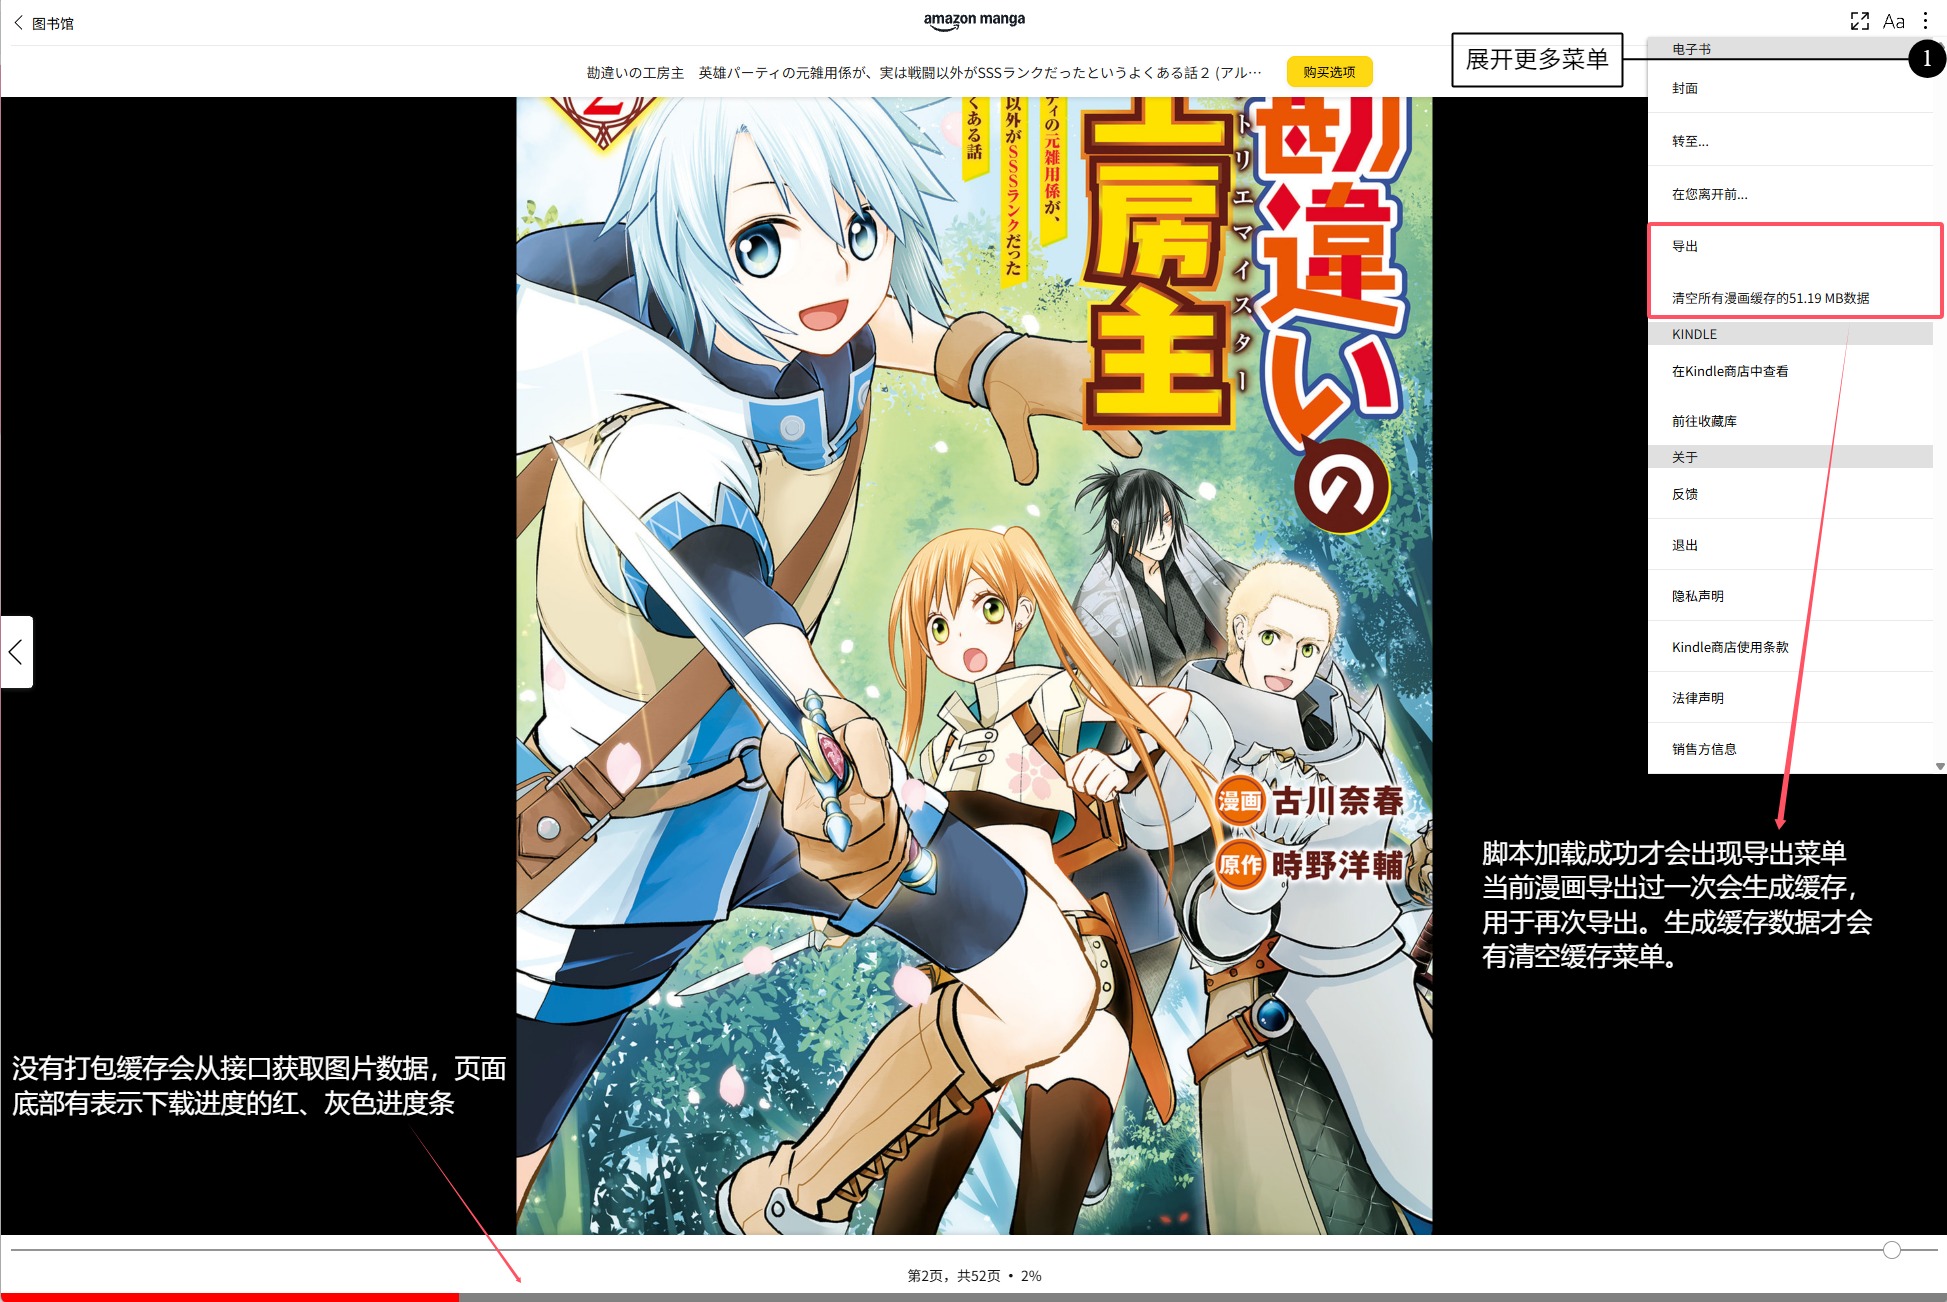 图书馆
amazon manga
Aa
勘違いの工房主　英雄パーティの元雑用係が、実は戦闘以外がSSSランクだったというよくある話２ (アル…
购买选项
展开更多菜单
1
电子书
封面
转至...
在您离开前...
导出
清空所有漫画缓存的51.19 MB数据
KINDLE
在Kindle商店中查看
前往收藏库
关于
反馈
退出
隐私声明
Kindle商店使用条款
法律声明
销售方信息
勘違いの
トリエマイスター
工房主
ティの元雑用係が、
以外がSSSランクだった
くある話
2
漫画 古川奈春
原作 時野洋輔
脚本加载成功才会出现导出菜单
当前漫画导出过一次会生成缓存，
用于再次导出。生成缓存数据才会
有清空缓存菜单。
没有打包缓存会从接口获取图片数据，页面
底部有表示下载进度的红、灰色进度条
第2页，共52页 • 2%